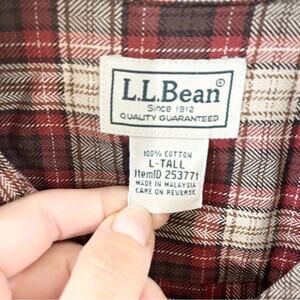 L.L.Bean®
Since 1912
QUALITY GUARANTEED
100% COTTON
L-TALL
ItemID 253771
MADE IN MALAYSIA
CARE ON REVERSE